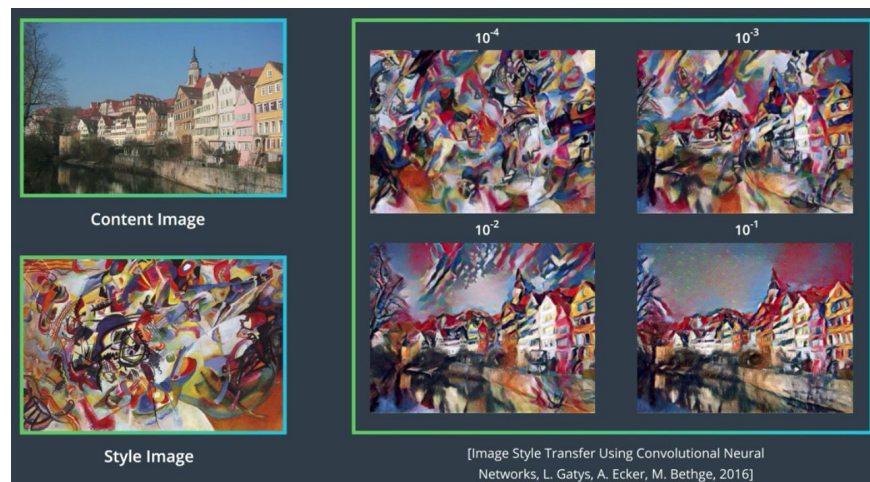 Content Image
Style Image
10-4
10-3
10-2
10-1
[Image Style Transfer Using Convolutional Neural
Networks, L. Gatys, A. Ecker, M. Bethge, 2016]